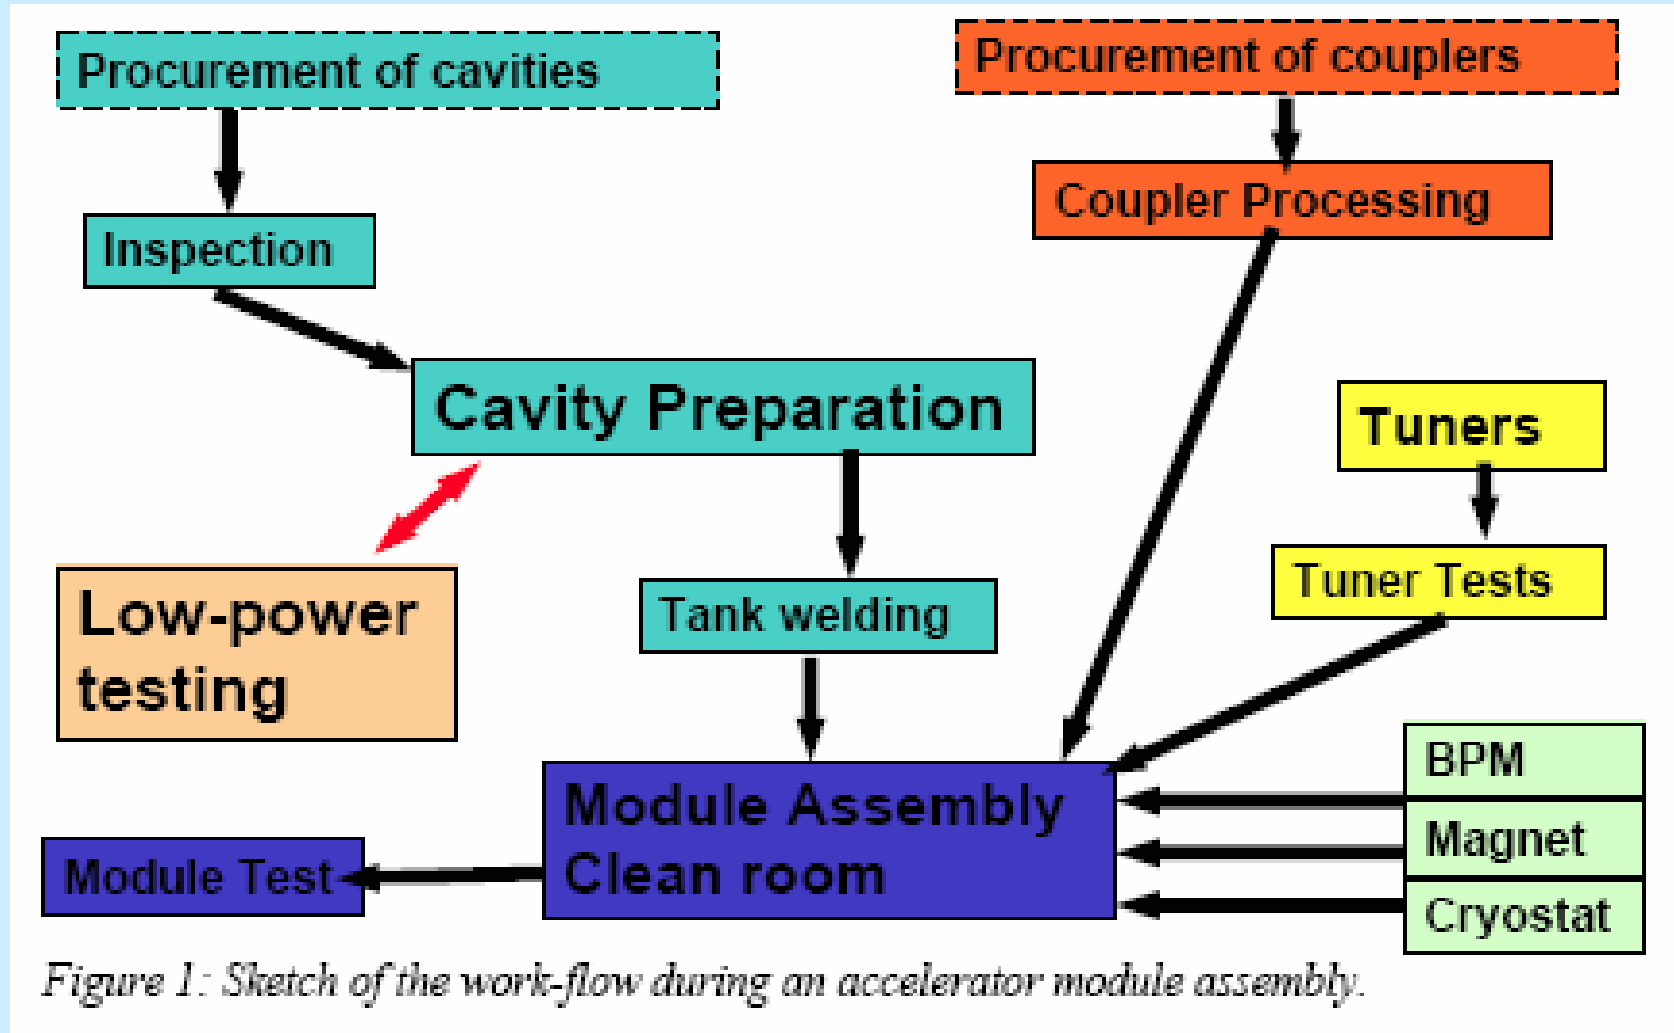 Procurement of cavities
Procurement of couplers
Coupler Processing
Inspection
Cavity Preparation
Tuners
Low-power
testing
Tank welding
Tuner Tests
BPM
Magnet
Cryostat
Module Assembly
Clean room
Module Test
Figure 1: Sketch of the work-flow during an accelerator module assembly.